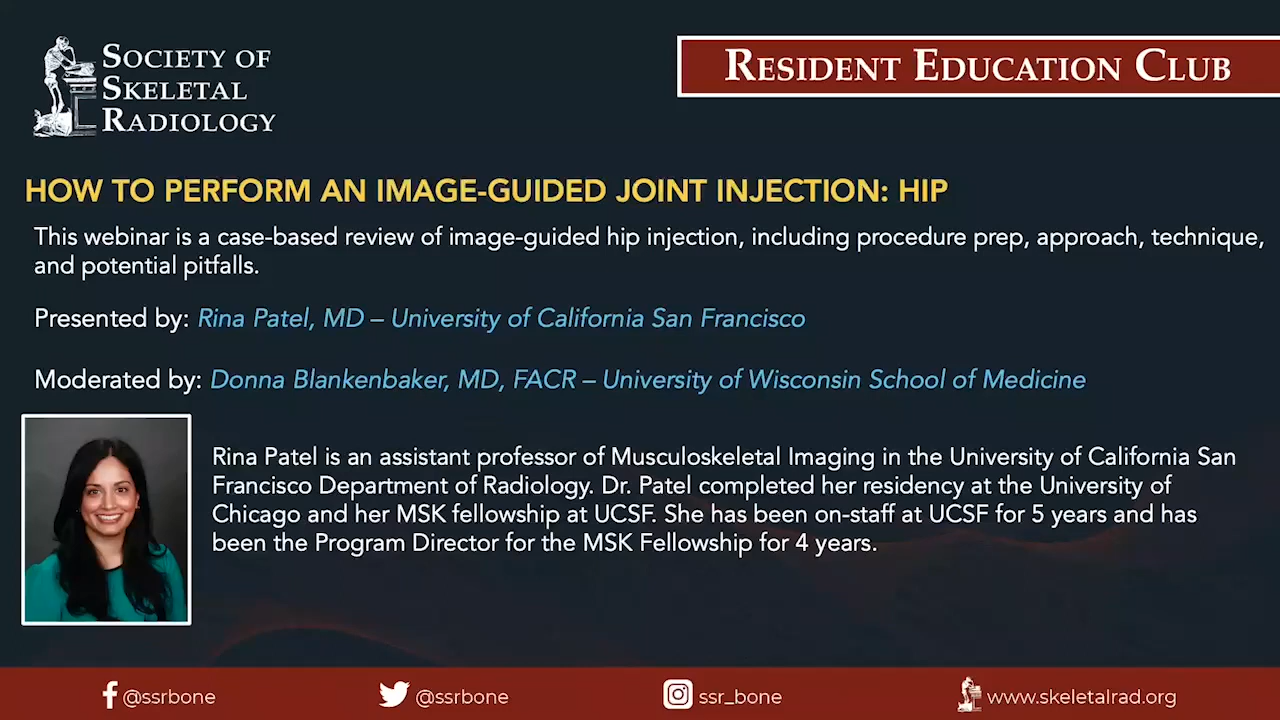 SOCIETY OF
SKELETAL
RADIOLOGY
RESIDENT EDUCATION CLUB
HOW TO PERFORM AN IMAGE-GUIDED JOINT INJECTION: HIP
This webinar is a case-based review of image-guided hip injection, including procedure prep, approach, technique,
and potential pitfalls.
Presented by: Rina Patel, MD – University of California San Francisco
Moderated by: Donna Blankenbaker, MD, FACR – University of Wisconsin School of Medicine
Rina Patel is an assistant professor of Musculoskeletal Imaging in the University of California San
Francisco Department of Radiology. Dr. Patel completed her residency at the University of
Chicago and her MSK fellowship at UCSF. She has been on-staff at UCSF for 5 years and has
been the Program Director for the MSK Fellowship for 4 years.
@ssrbone
@ssrbone
ssr_bone
www.skeletalrad.org